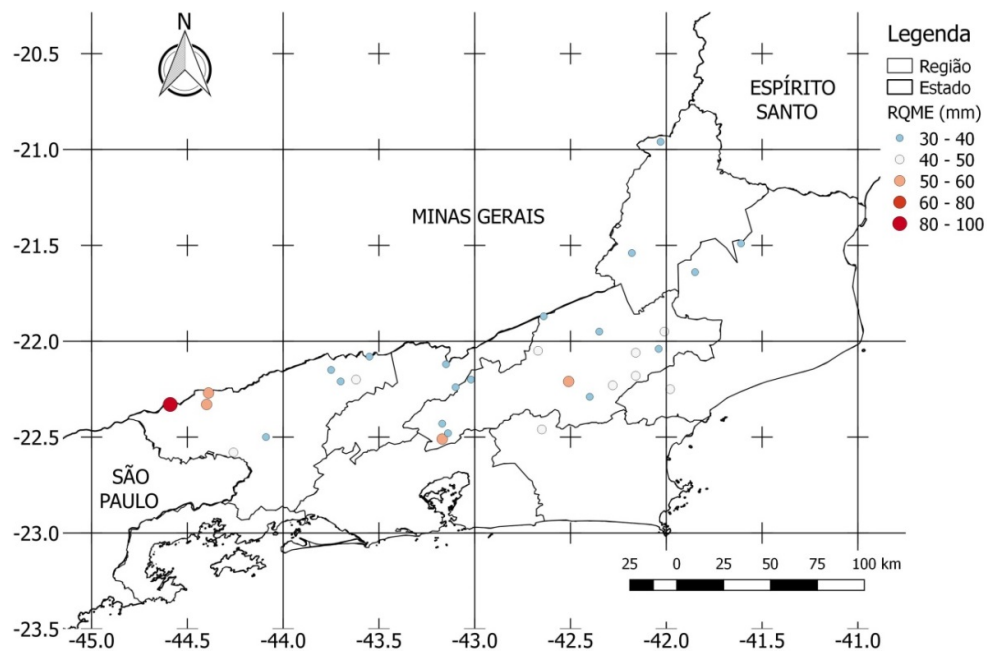 N
-20.5
-21.0
-21.5
-22.0
-22.5
-23.0
-23.5
ESPÍRITO
SANTO
MINAS GERAIS
SÃO
PAULO
Legenda
Região
Estado
RQME (mm)
30 - 40
40 - 50
50 - 60
60 - 80
80 - 100
25 0 25 50 75 100 km
-45.0 -44.5 -44.0 -43.5 -43.0 -42.5 -42.0 -41.5 -41.0